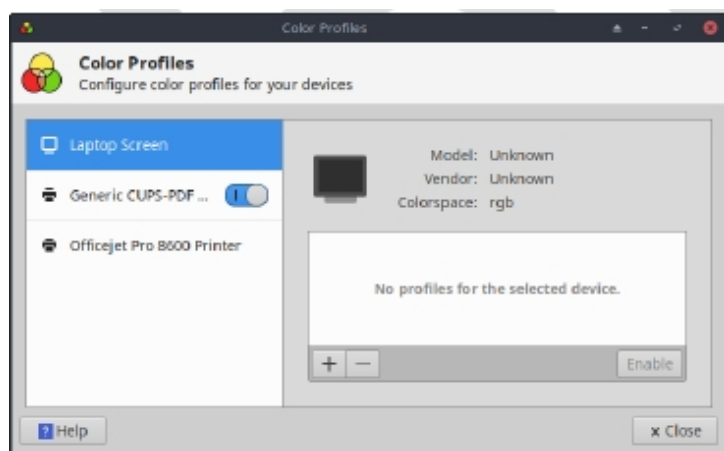 Color Profiles
Color Profiles
Configure color profiles for your devices
Laptop Screen
Generic CUPS-PDF ...
Officejet Pro 8600 Printer
Model: Unknown
Vendor: Unknown
Colorspace: rgb
No profiles for the selected device.
+ −
Enable
? Help
x Close